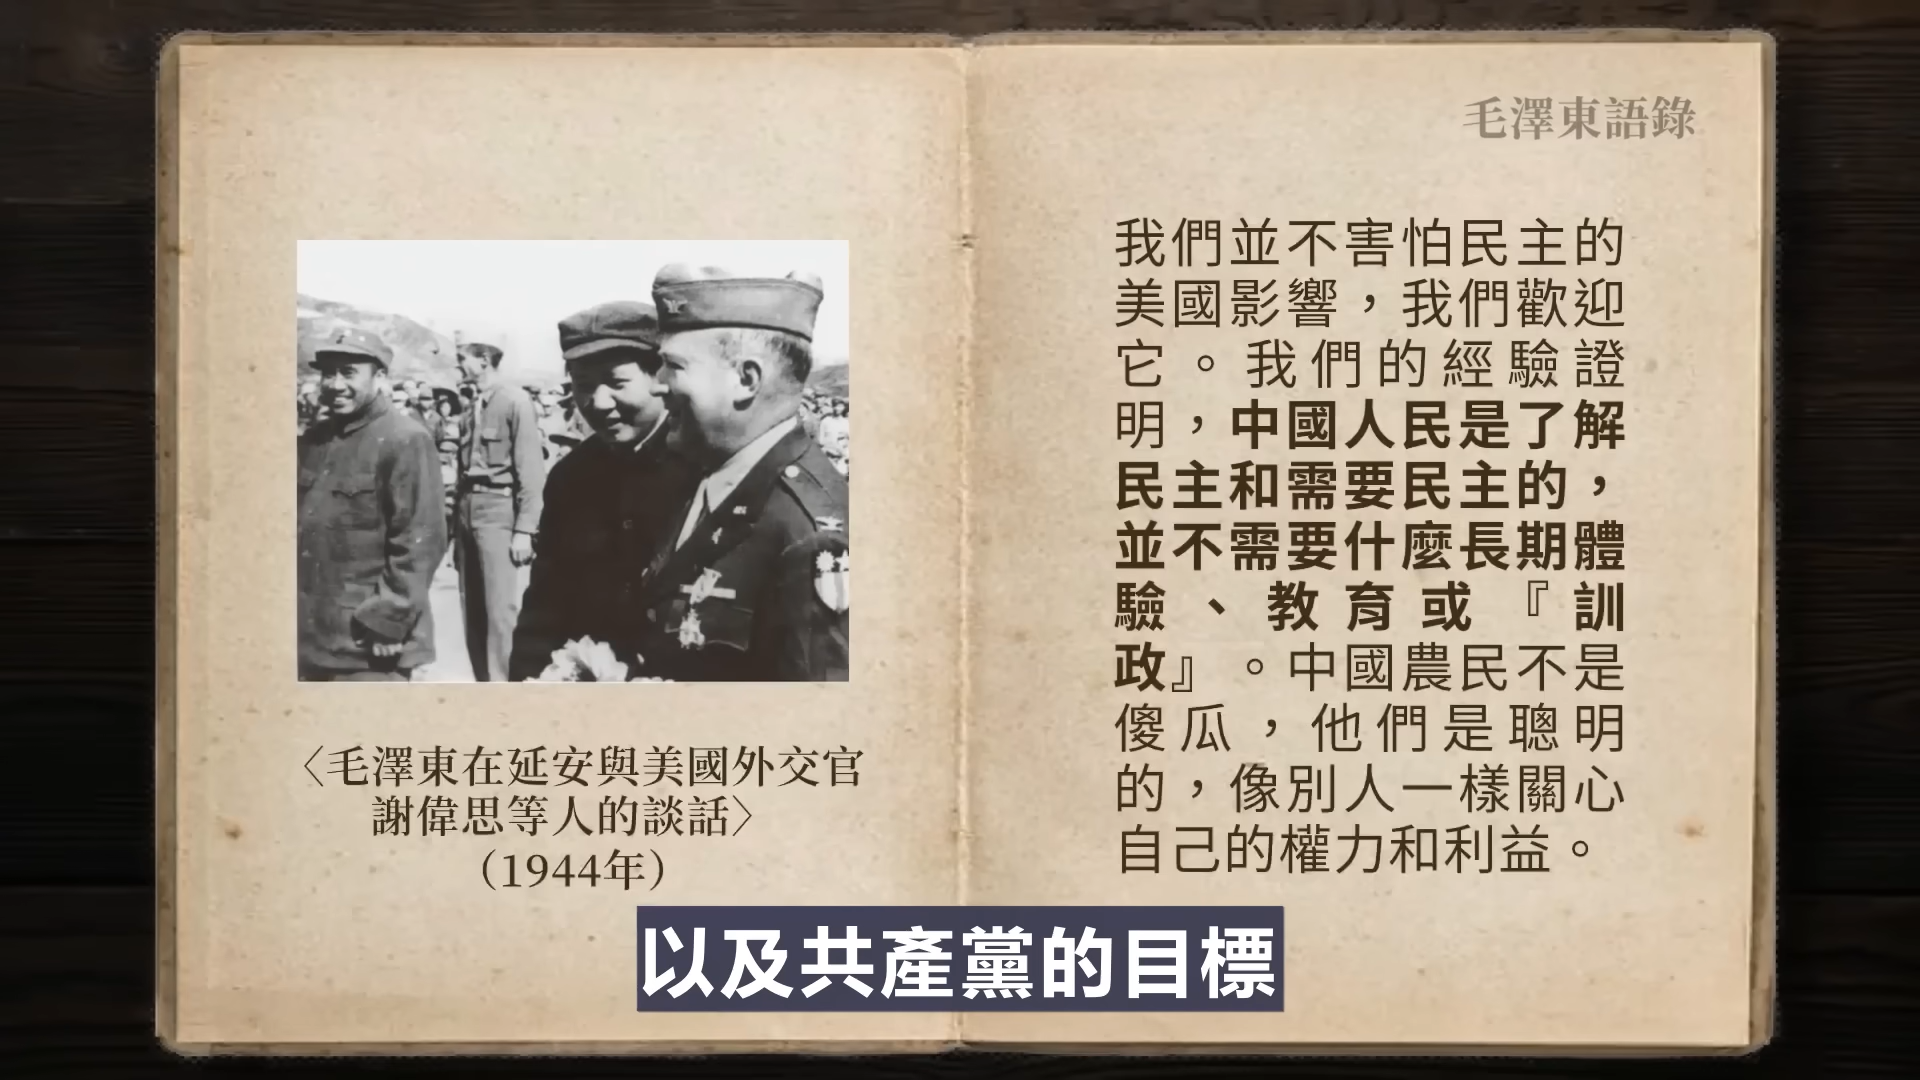 〈毛澤東在延安與美國外交官
謝偉思等人的談話〉
（1944年）
毛澤東語錄
我們並不害怕民主的
美國影響，我們歡迎
它。我們的經驗證
明，中國人民是了解
民主和需要民主的，
並不需要什麼長期體
驗、教育或『訓
政』。中國農民不是
傻瓜，他們是聰明
的，像別人一樣關心
自己的權力和利益。
以及共產黨的目標